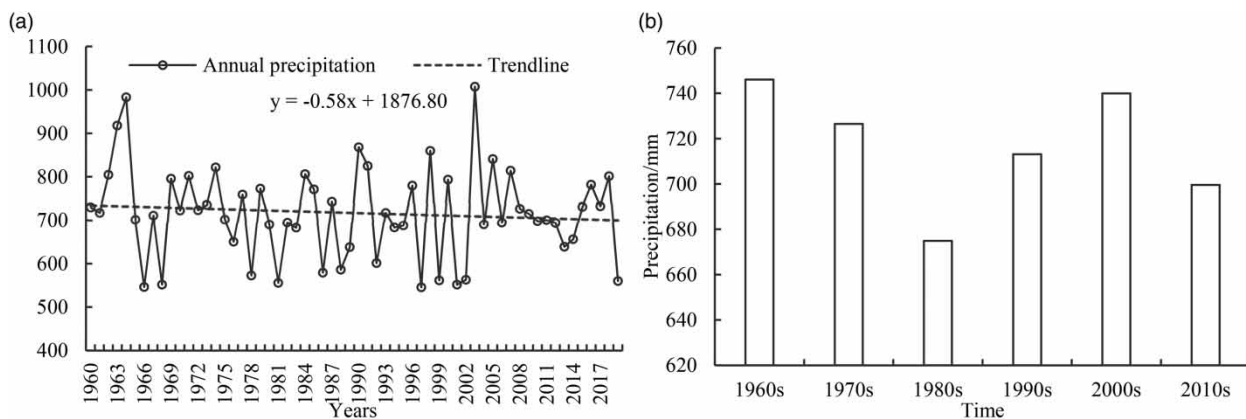 (a)
1100
1000
900
800
700
600
500
400
Annual precipitation
Trendline
y = -0.58x + 1876.80
1960
1963
1966
1969
1972
1975
1978
1981
1984
1987
1990
1993
1996
1999
2002
2005
2008
2011
2014
2017
Years
(b)
Precipitation/mm
760
740
720
700
680
660
640
620
1960s
1970s
1980s
1990s
2000s
2010s
Time